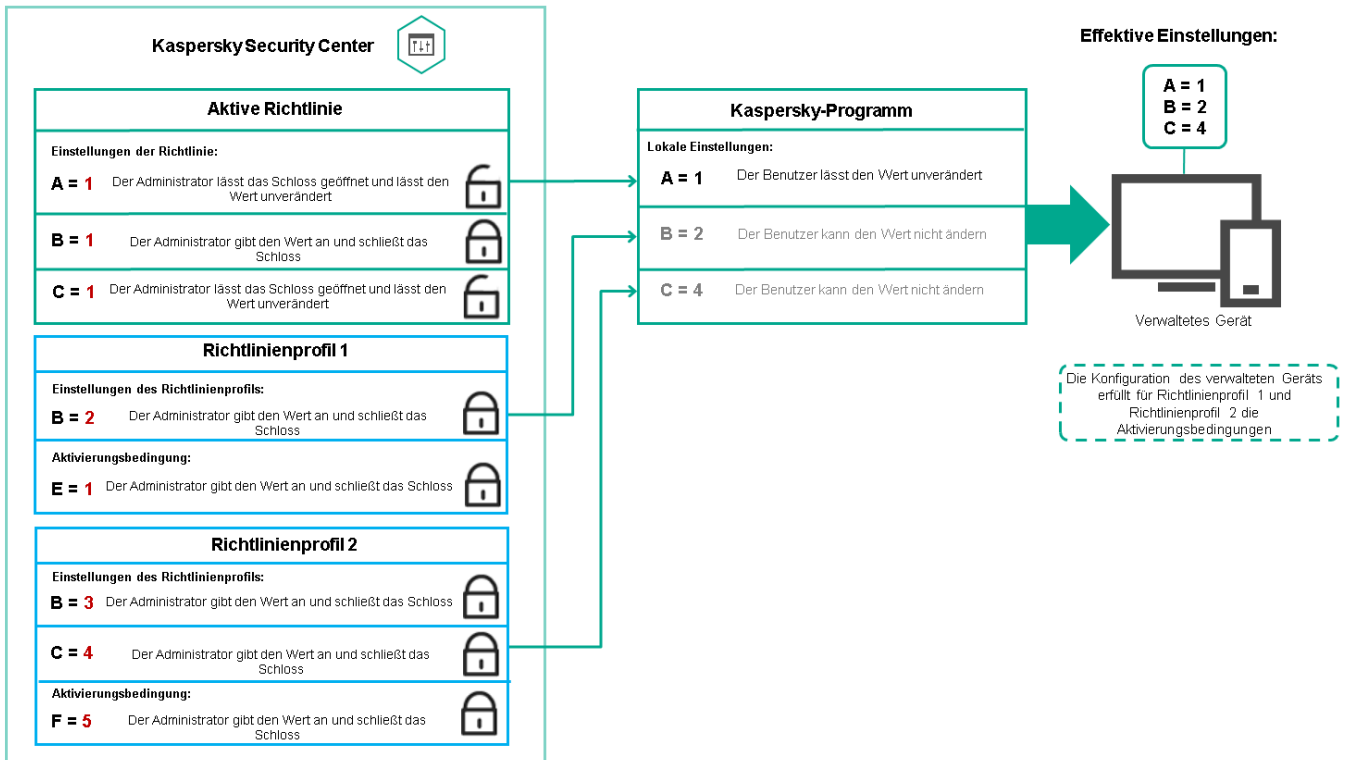 Kaspersky Security Center
Aktive Richtlinie
Einstellungen der Richtlinie:
A = 1 Der Administrator lässt das Schloss geöffnet und lässt den
Wert unverändert
B = 1 Der Administrator gibt den Wert an und schließt das
Schloss
C = 1 Der Administrator lässt das Schloss geöffnet und lässt den
Wert unverändert
Richtlinienprofil 1
Einstellungen des Richtlinienprofils:
B = 2 Der Administrator gibt den Wert an und schließt das
Schloss
Aktivierungsbedingung:
E = 1 Der Administrator gibt den Wert an und schließt das Schloss
Richtlinienprofil 2
Einstellungen des Richtlinienprofils:
B = 3 Der Administrator gibt den Wert an und schließt das Schloss
C = 4 Der Administrator gibt den Wert an und schließt das
Schloss
Aktivierungsbedingung:
F = 5 Der Administrator gibt den Wert an und schließt das
Schloss
Kaspersky-Programm
Lokale Einstellungen:
A = 1 Der Benutzer lässt den Wert unverändert
B = 2 Der Benutzer kann den Wert nicht ändern
C = 4 Der Benutzer kann den Wert nicht ändern
Effektive Einstellungen:
A = 1
B = 2
C = 4
Verwaltetes Gerät
Die Konfiguration des verwalteten Geräts
erfüllt für Richtlinienprofil 1 und
Richtlinienprofil 2 die
Aktivierungsbedingungen